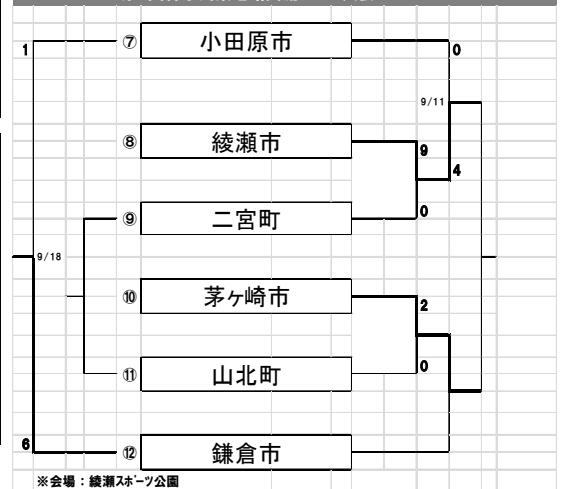 ⑦ 小田原市
1
0
9/11
⑧ 綾瀬市
9
4
⑨ 二宮町
0
9/18
⑩ 茅ヶ崎市
2
⑪ 山北町
0
6
⑫ 鎌倉市
※会場：綾瀬スポーツ公園